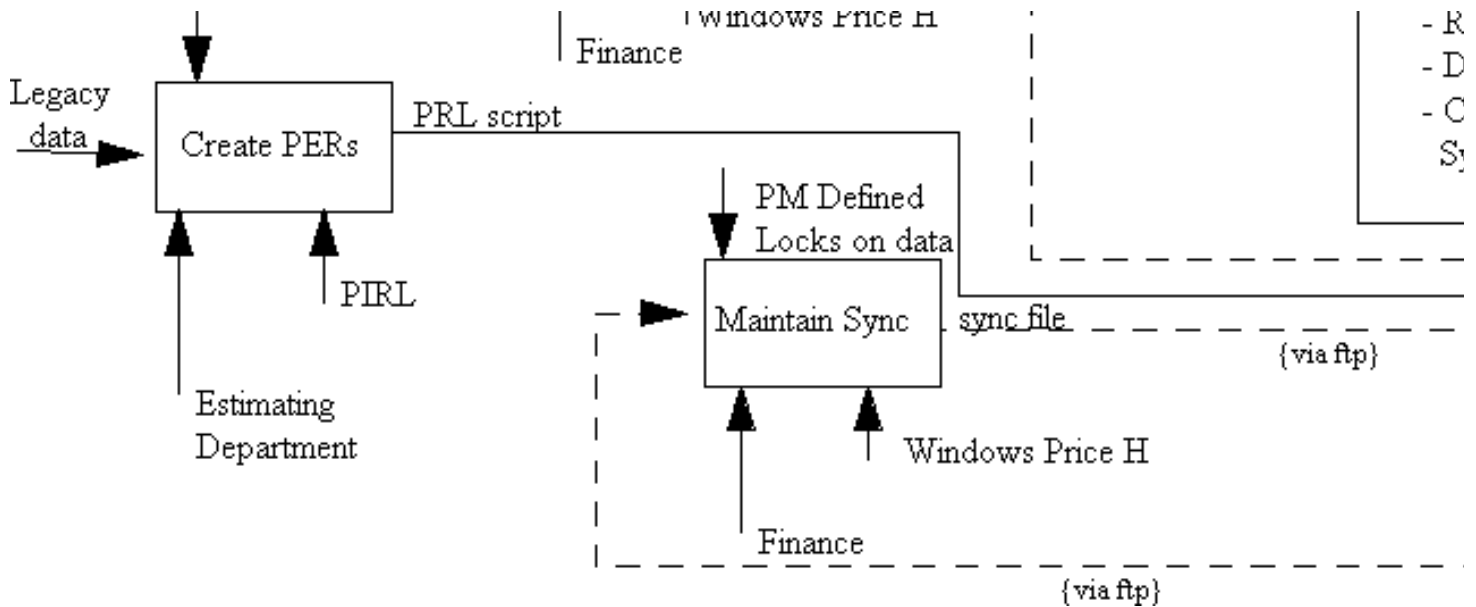 Windows Price H
Finance
- R
- D
- C
Sy
Legacy
data
Create PERs
PRL script
PM Defined
Locks on data
PIRL
Maintain Sync
sync file
{via ftp}
Estimating
Department
Windows Price H
Finance
{via ftp}